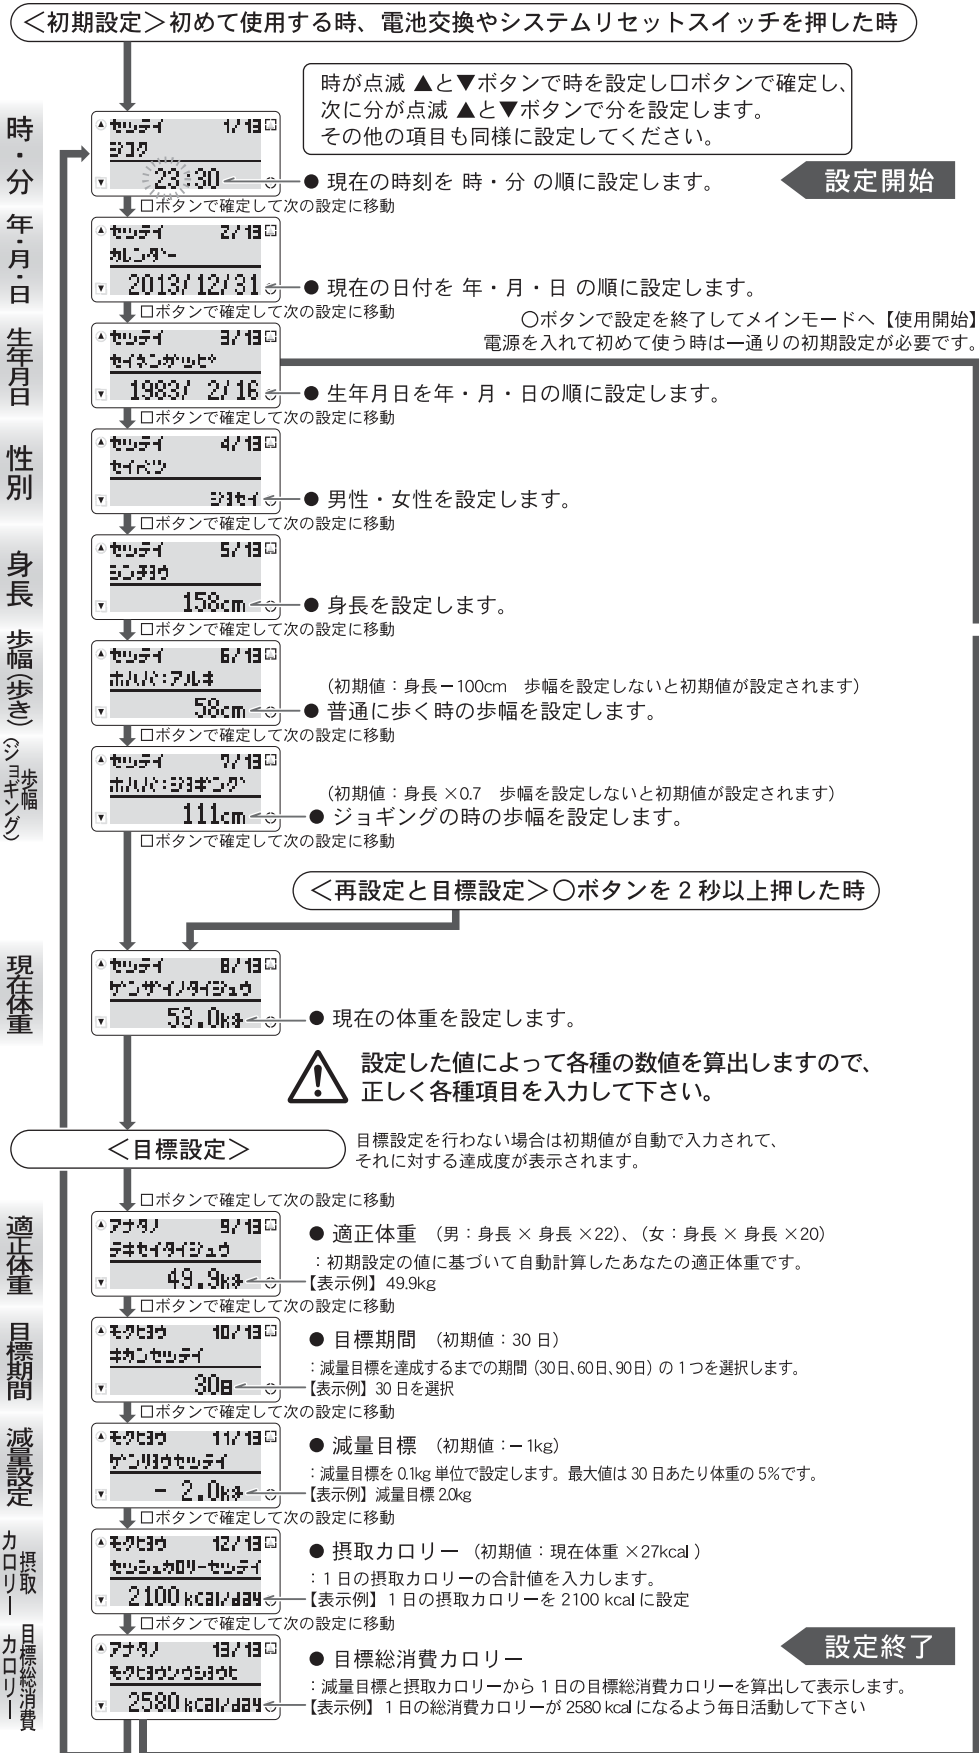 ＜初期設定＞初めて使用する時、電池交換やシステムリセットスイッチを押した時
時が点滅 ▲と▼ボタンで時を設定し□ボタンで確定し、
次に分が点滅 ▲と▼ボタンで分を設定します。
その他の項目も同様に設定してください。
時・分
セッテイ 1/13
ジコク
23:30
● 現在の時刻を 時・分 の順に設定します。
設定開始
□ボタンで確定して次の設定に移動
年・月・日
セッテイ 2/13
カレンダー
2013/12/31
● 現在の日付を 年・月・日 の順に設定します。
□ボタンで確定して次の設定に移動
○ボタンで設定を終了してメインモードへ【使用開始】
電源を入れて初めて使う時は一通りの初期設定が必要です。
生年月日
セッテイ 3/13
セイネンガッピ
1983/ 2/16
● 生年月日を年・月・日の順に設定します。
□ボタンで確定して次の設定に移動
性別
セッテイ 4/13
セイベツ
ジョセイ
● 男性・女性を設定します。
□ボタンで確定して次の設定に移動
身長
セッテイ 5/13
シンチョウ
158cm
● 身長を設定します。
□ボタンで確定して次の設定に移動
歩幅(歩き)
セッテイ 6/13
ホハバ:アルキ
58cm
（初期値：身長－100cm　歩幅を設定しないと初期値が設定されます）
● 普通に歩く時の歩幅を設定します。
□ボタンで確定して次の設定に移動
歩幅
(ジョギング)
セッテイ 7/13
ホハバ:ジョギング
111cm
（初期値：身長 ×0.7　歩幅を設定しないと初期値が設定されます）
● ジョギングの時の歩幅を設定します。
□ボタンで確定して次の設定に移動
＜再設定と目標設定＞○ボタンを 2 秒以上押した時
現在体重
セッテイ 8/13
ゲンザイノタイジュウ
53.0kg
● 現在の体重を設定します。
設定した値によって各種の数値を算出しますので、
正しく各種項目を入力して下さい。
＜目標設定＞
目標設定を行わない場合は初期値が自動で入力されて、
それに対する達成度が表示されます。
□ボタンで確定して次の設定に移動
適正体重
アナタノ 9/13
テキセイタイジュウ
49.9kg
● 適正体重 （男：身長 × 身長 ×22）、（女：身長 × 身長 ×20）
：初期設定の値に基づいて自動計算したあなたの適正体重です。
【表示例】49.9kg
□ボタンで確定して次の設定に移動
目標期間
モクヒョウ 10/13
キカンセッテイ
30日
● 目標期間 （初期値：30 日）
：減量目標を達成するまでの期間（30日、60日、90日）の 1 つを選択します。
【表示例】30 日を選択
□ボタンで確定して次の設定に移動
減量設定
モクヒョウ 11/13
ゲンリョウセッテイ
- 2.0kg
● 減量目標 （初期値：－1kg）
：減量目標を 0.1kg 単位で設定します。最大値は 30 日あたり体重の 5%です。
【表示例】減量目標 2.0kg
□ボタンで確定して次の設定に移動
摂取
カロリー
モクヒョウ 12/13
セッシュカロリーセッテイ
2100 kcal/day
● 摂取カロリー （初期値：現在体重 ×27kcal ）
：1 日の摂取カロリーの合計値を入力します。
【表示例】1 日の摂取カロリーを 2100 kcal に設定
□ボタンで確定して次の設定に移動
目標総消費
カロリー
アナタノ 13/13
モクヒョウソウショウヒ
2580 kcal/day
設定終了
● 目標総消費カロリー
：減量目標と摂取カロリーから 1 日の目標総消費カロリーを算出して表示します。
【表示例】1 日の総消費カロリーが 2580 kcal になるよう毎日活動して下さい